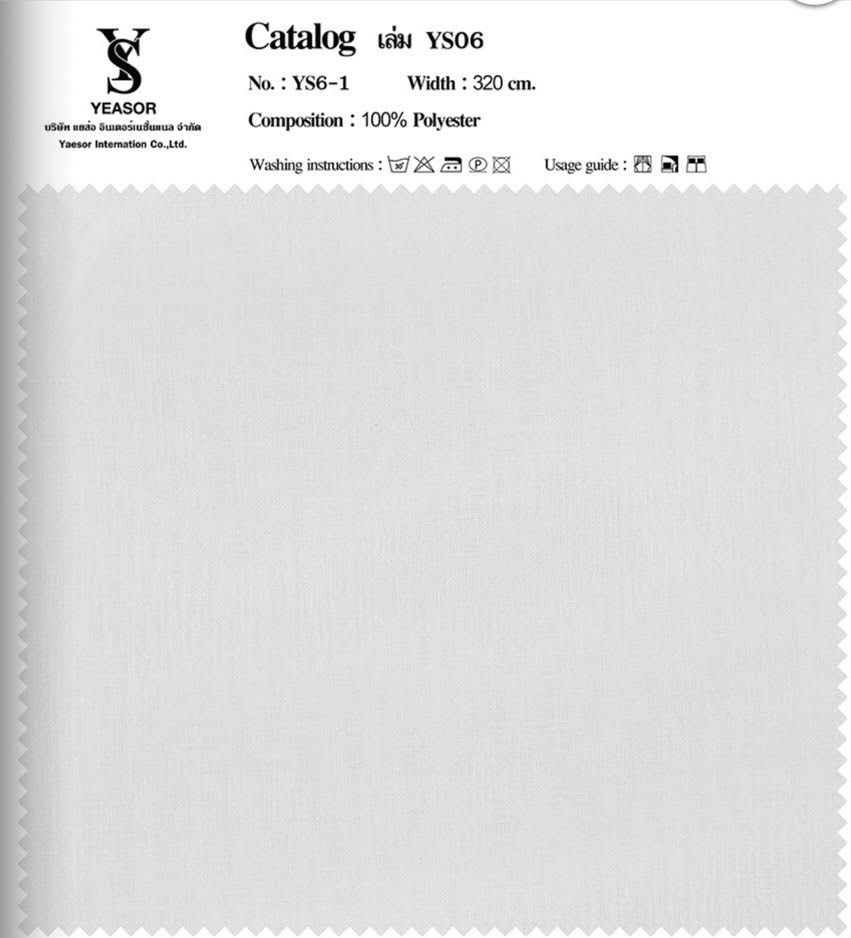 YS
YEASOR
บริษัท แยส่อ อินเตอร์เนชั่นแนล จำกัด
Yaesor Internation Co.,Ltd.
Catalog เล่ม YS06
No. : YS6-1 Width : 320 cm.
Composition : 100% Polyester
Washing instructions : 30° P Usage guide :